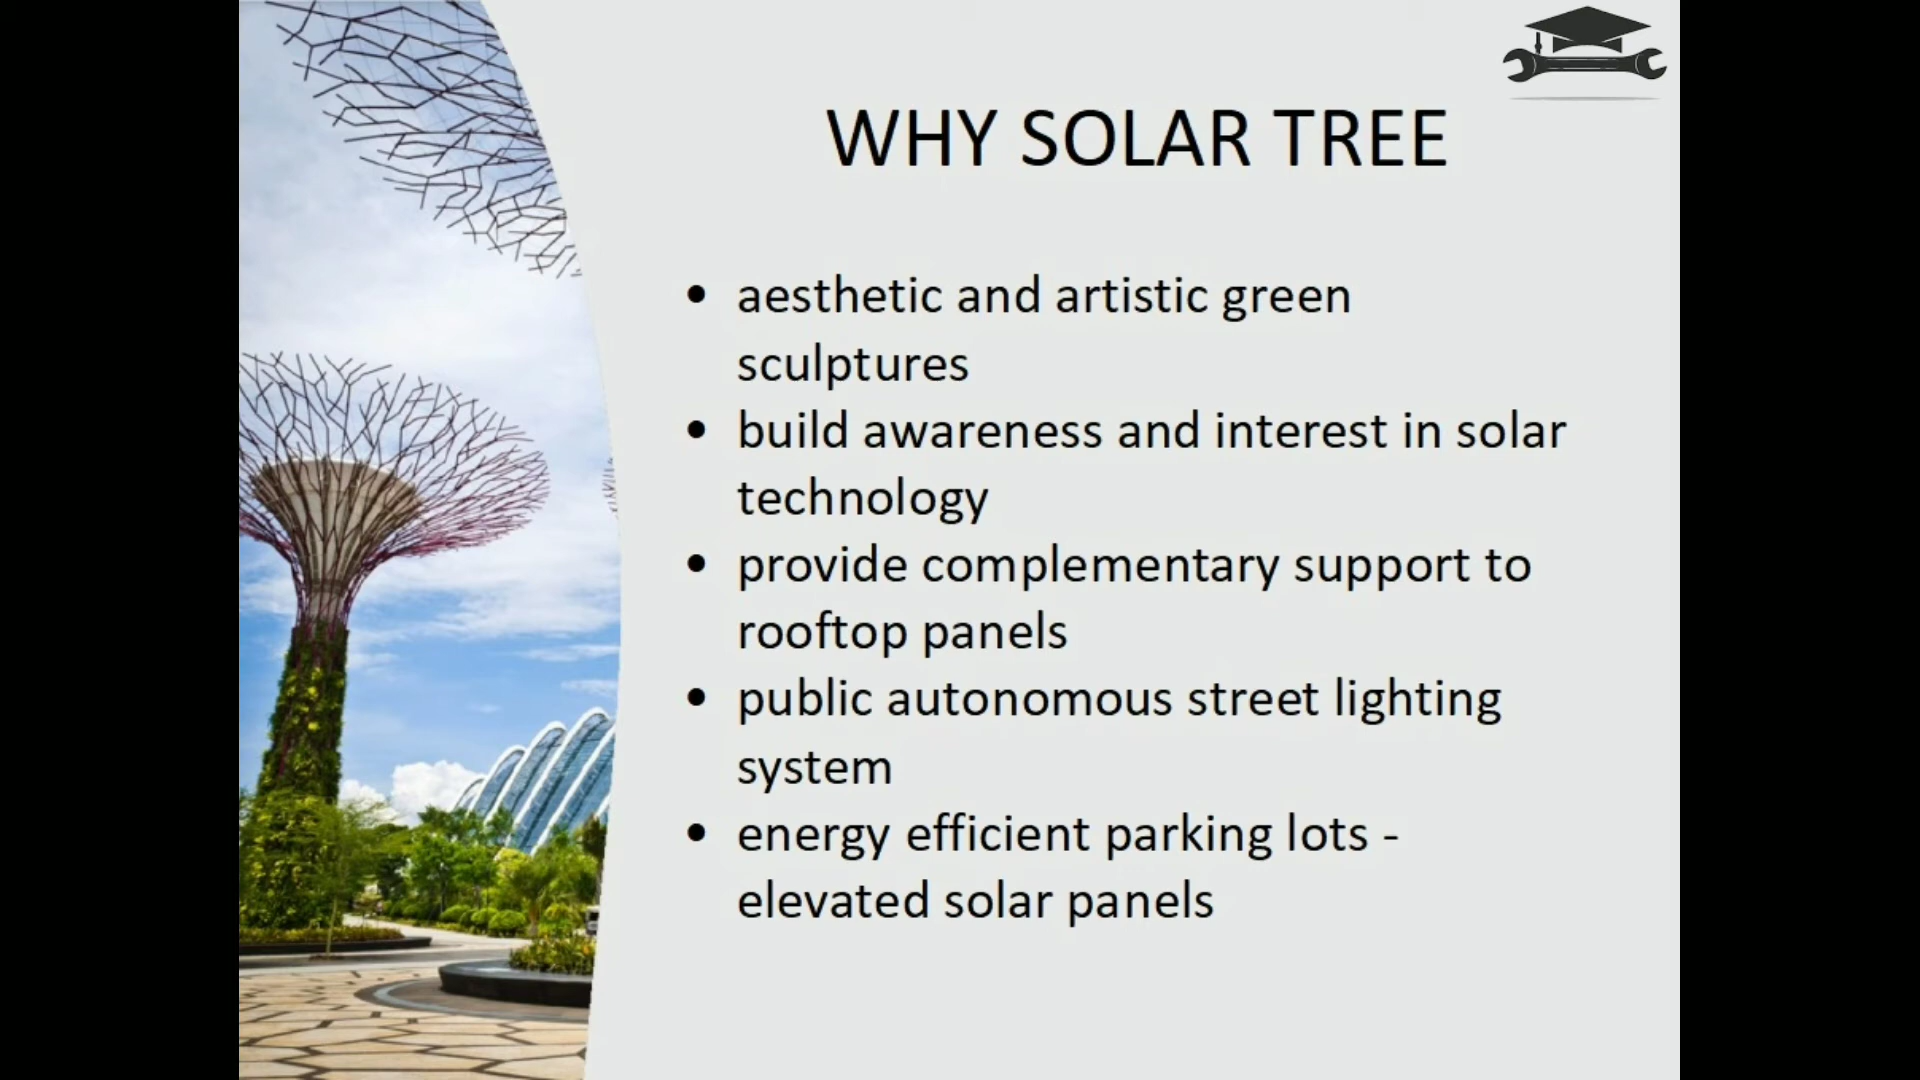 WHY SOLAR TREE
• aesthetic and artistic green
sculptures
• build awareness and interest in solar
technology
• provide complementary support to
rooftop panels
• public autonomous street lighting
system
• energy efficient parking lots -
elevated solar panels